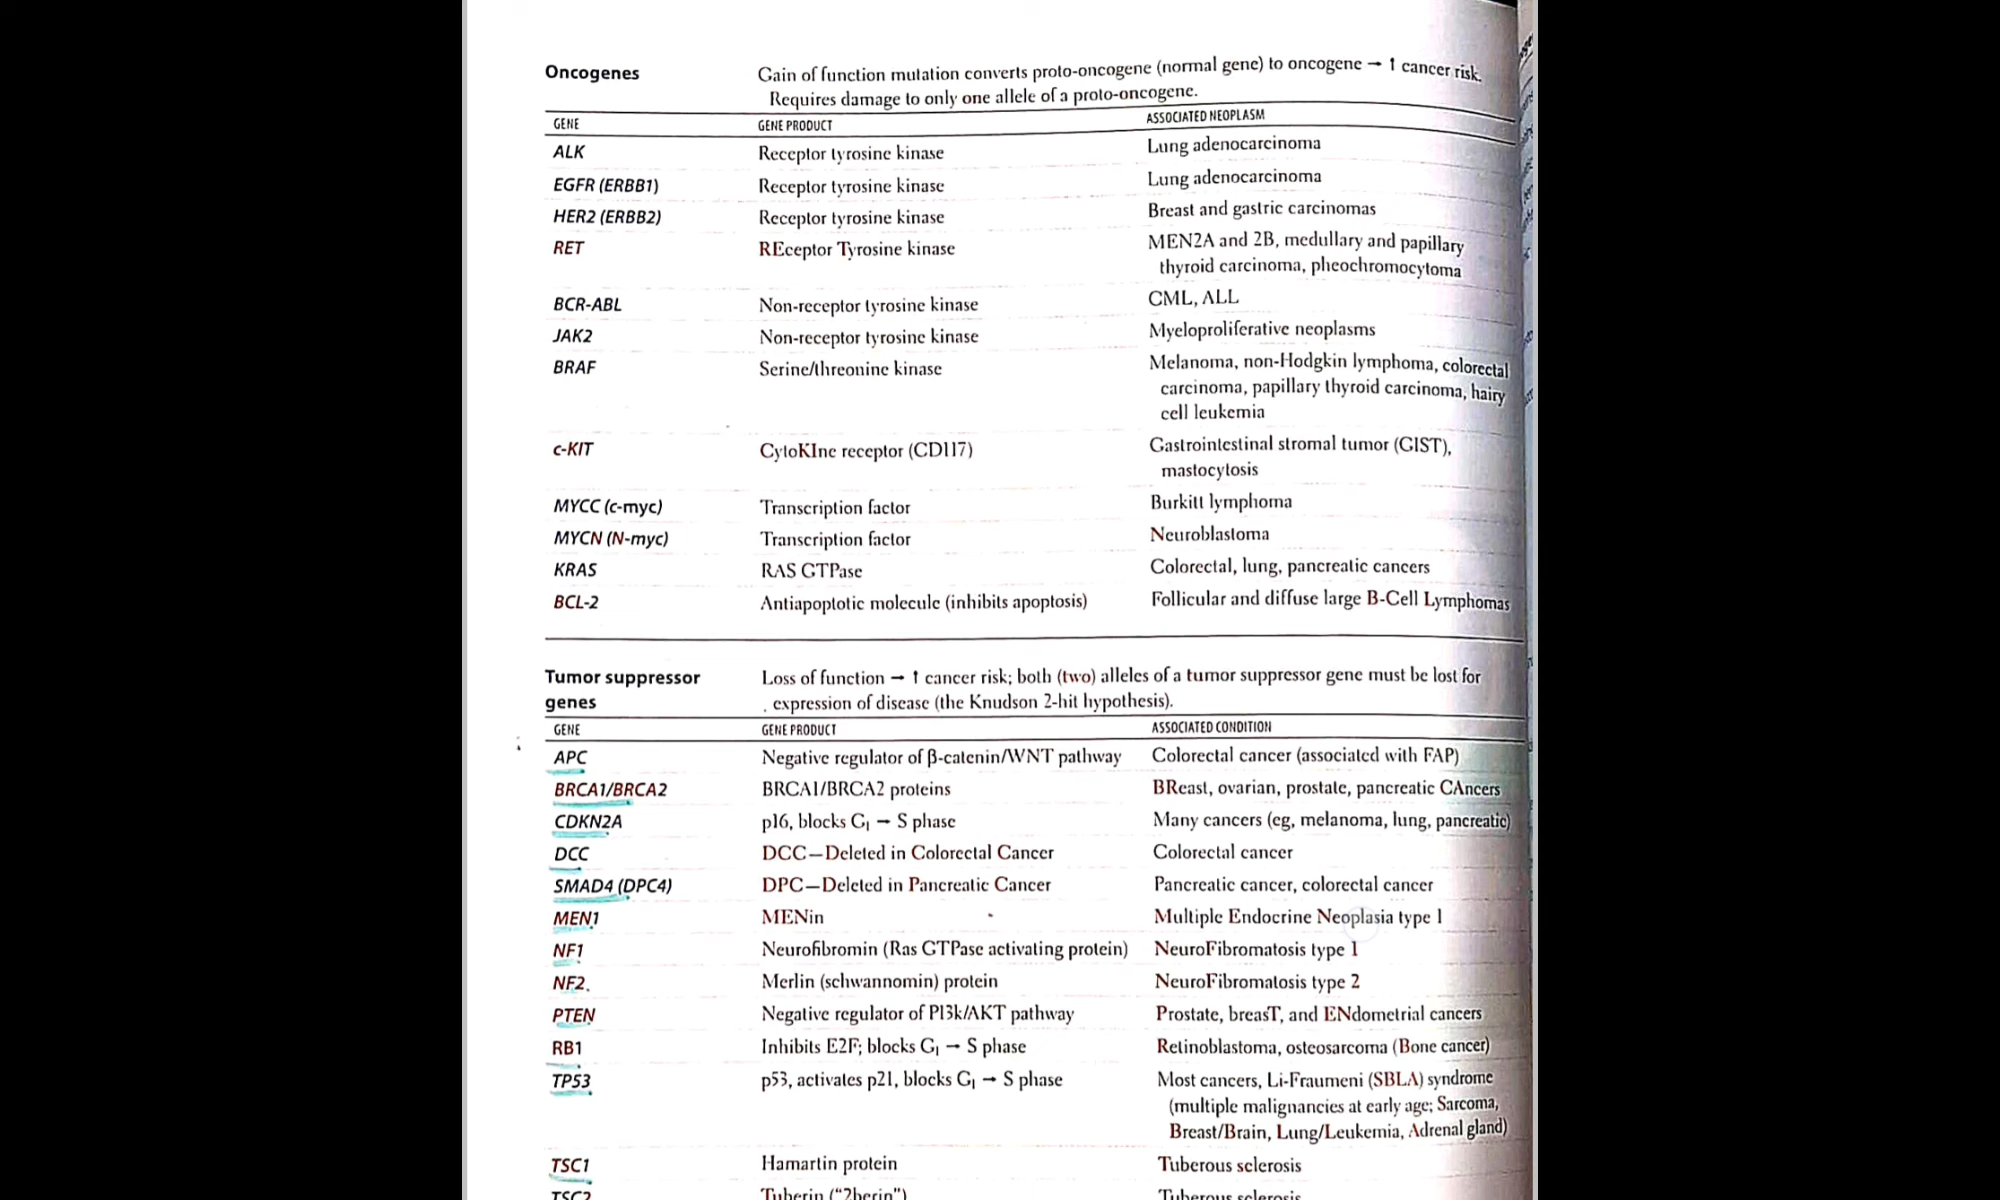 Oncogenes
Gain of function mutation converts proto-oncogene (normal gene) to oncogene → ↑ cancer risk.
Requires damage to only one allele of a proto-oncogene.
GENE GENE PRODUCT ASSOCIATED NEOPLASM
ALK Receptor tyrosine kinase Lung adenocarcinoma
EGFR (ERBB1) Receptor tyrosine kinase Lung adenocarcinoma
HER2 (ERBB2) Receptor tyrosine kinase Breast and gastric carcinomas
RET REceptor Tyrosine kinase MEN2A and 2B, medullary and papillary
thyroid carcinoma, pheochromocytoma
BCR-ABL Non-receptor tyrosine kinase CML, ALL
JAK2 Non-receptor tyrosine kinase Myeloproliferative neoplasms
BRAF Serine/threonine kinase Melanoma, non-Hodgkin lymphoma, colorectal
carcinoma, papillary thyroid carcinoma, hairy
cell leukemia
c-KIT CytoKIne receptor (CD117) Gastrointestinal stromal tumor (GIST),
mastocytosis
MYCC (c-myc) Transcription factor Burkitt lymphoma
MYCN (N-myc) Transcription factor Neuroblastoma
KRAS RAS GTPase Colorectal, lung, pancreatic cancers
BCL-2 Antiapoptotic molecule (inhibits apoptosis) Follicular and diffuse large B-Cell Lymphomas
Tumor suppressor Loss of function → ↑ cancer risk; both (two) alleles of a tumor suppressor gene must be lost for
genes expression of disease (the Knudson 2-hit hypothesis).
GENE GENE PRODUCT ASSOCIATED CONDITION
APC Negative regulator of β-catenin/WNT pathway Colorectal cancer (associated with FAP)
BRCA1/BRCA2 BRCA1/BRCA2 proteins BReast, ovarian, prostate, pancreatic CAncers
CDKN2A p16, blocks G₁ → S phase Many cancers (eg, melanoma, lung, pancreatic)
DCC DCC—Deleted in Colorectal Cancer Colorectal cancer
SMAD4 (DPC4) DPC—Deleted in Pancreatic Cancer Pancreatic cancer, colorectal cancer
MEN1 MENin Multiple Endocrine Neoplasia type 1
NF1 Neurofibromin (Ras GTPase activating protein) NeuroFibromatosis type 1
NF2 Merlin (schwannomin) protein NeuroFibromatosis type 2
PTEN Negative regulator of PI3k/AKT pathway Prostate, breasT, and ENdometrial cancers
RB1 Inhibits E2F; blocks G₁ → S phase Retinoblastoma, osteosarcoma (Bone cancer)
TP53 p53, activates p21, blocks G₁ → S phase Most cancers, Li-Fraumeni (SBLA) syndrome
(multiple malignancies at early age; Sarcoma,
Breast/Brain, Lung/Leukemia, Adrenal gland)
TSC1 Hamartin protein Tuberous sclerosis
TSC2 Tuberin ("2berin") Tuberous sclerosis